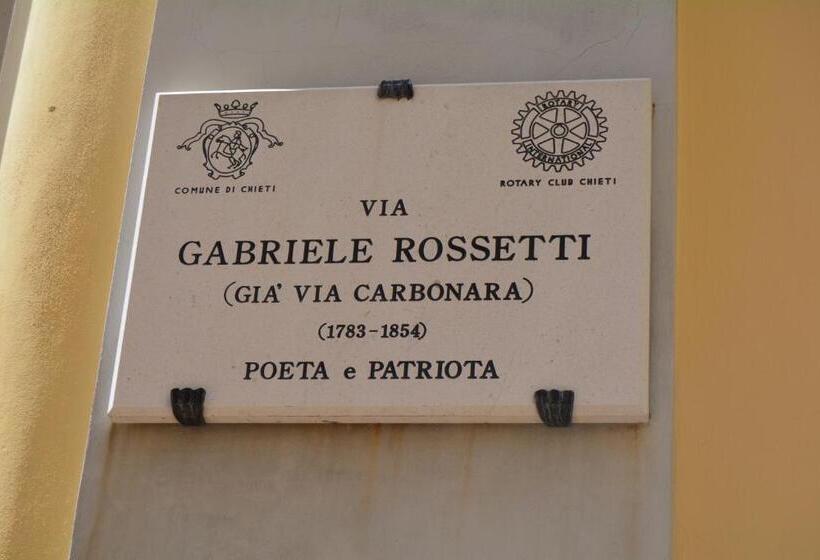 ROTARY
INTERNATIONAL
COMUNE DI CHIETI
ROTARY CLUB CHIETI
VIA
GABRIELE ROSSETTI
(GIA' VIA CARBONARA)
(1783-1854)
POETA e PATRIOTA